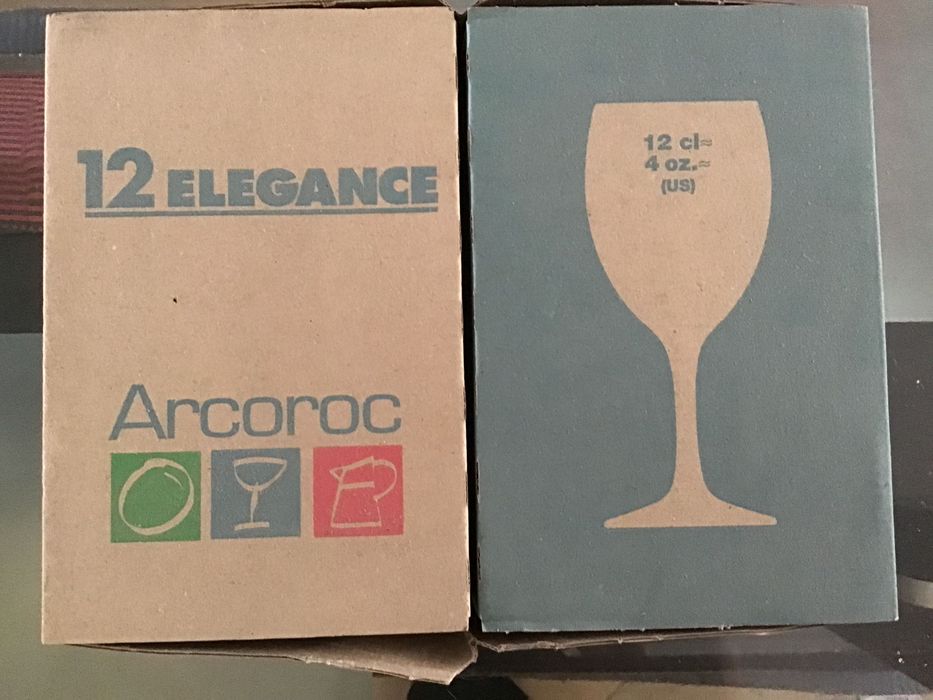 12 ELEGANCE
Arcoroc
12 cl≈
4 oz.≈
(US)